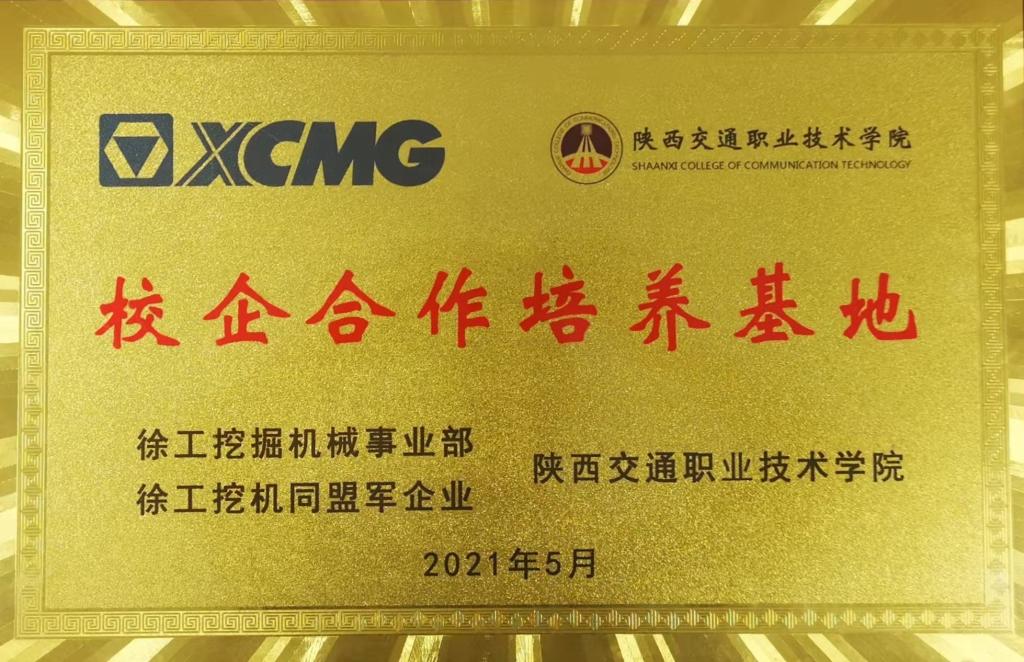 XCMG
陕西交通职业技术学院
SHAANXI COLLEGE OF COMMUNICATION TECHNOLOGY
校企合作培养基地
徐工挖掘机械事业部
徐工挖机同盟军企业
陕西交通职业技术学院
2021年5月